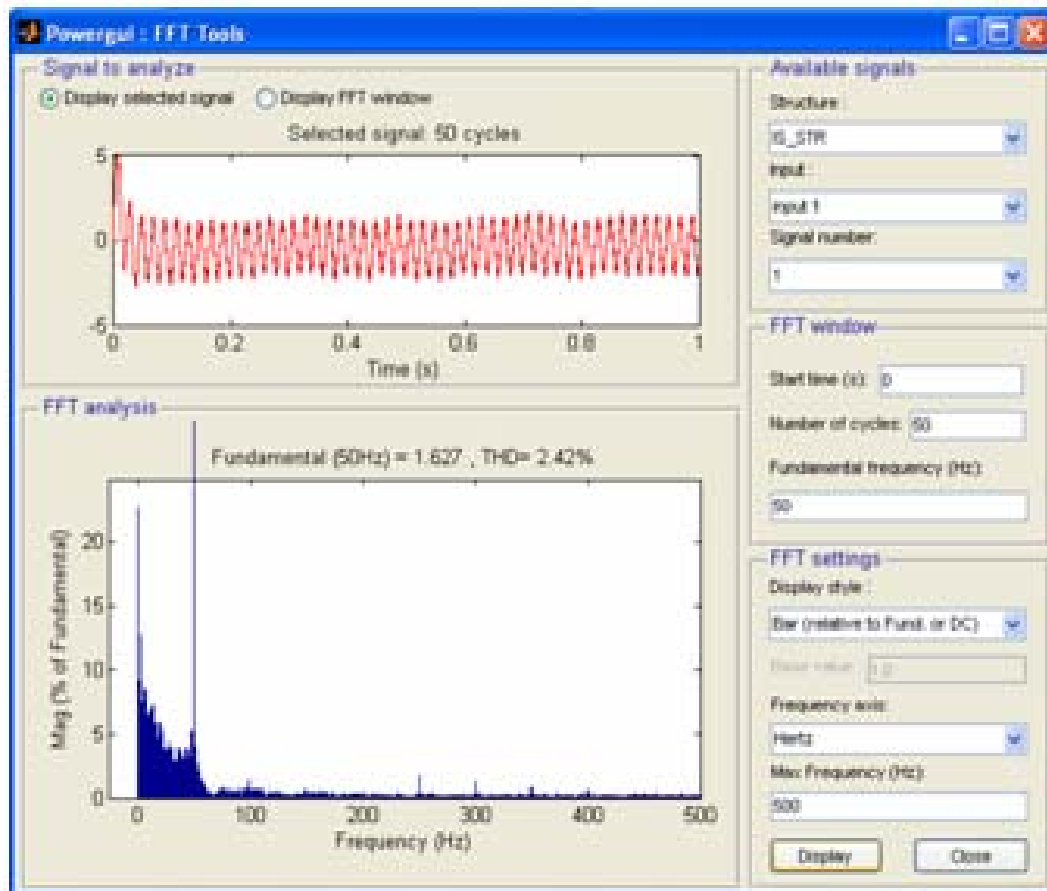 Powergui : FFT Tools
Signal to analyze
Display selected signal
Display FFT window
Selected signal: 50 cycles
5
0
-5
0
0.2
0.4
0.6
0.8
1
Time (s)
FFT analysis
Fundamental (50Hz) = 1.627 , THD= 2.42%
20
15
10
5
0
Mag (% of Fundamental)
0
100
200
300
400
500
Frequency (Hz)
Available signals
Structure :
Input :
input 1
Signal number:
1
FFT window
Start time (s): 0
Number of cycles: 50
Fundamental frequency (Hz):
50
FFT settings
Display style :
Bar (relative to Fund. or DC)
Base value: 1.0
Frequency axis:
Hertz
Max Frequency (Hz):
500
Display
Close